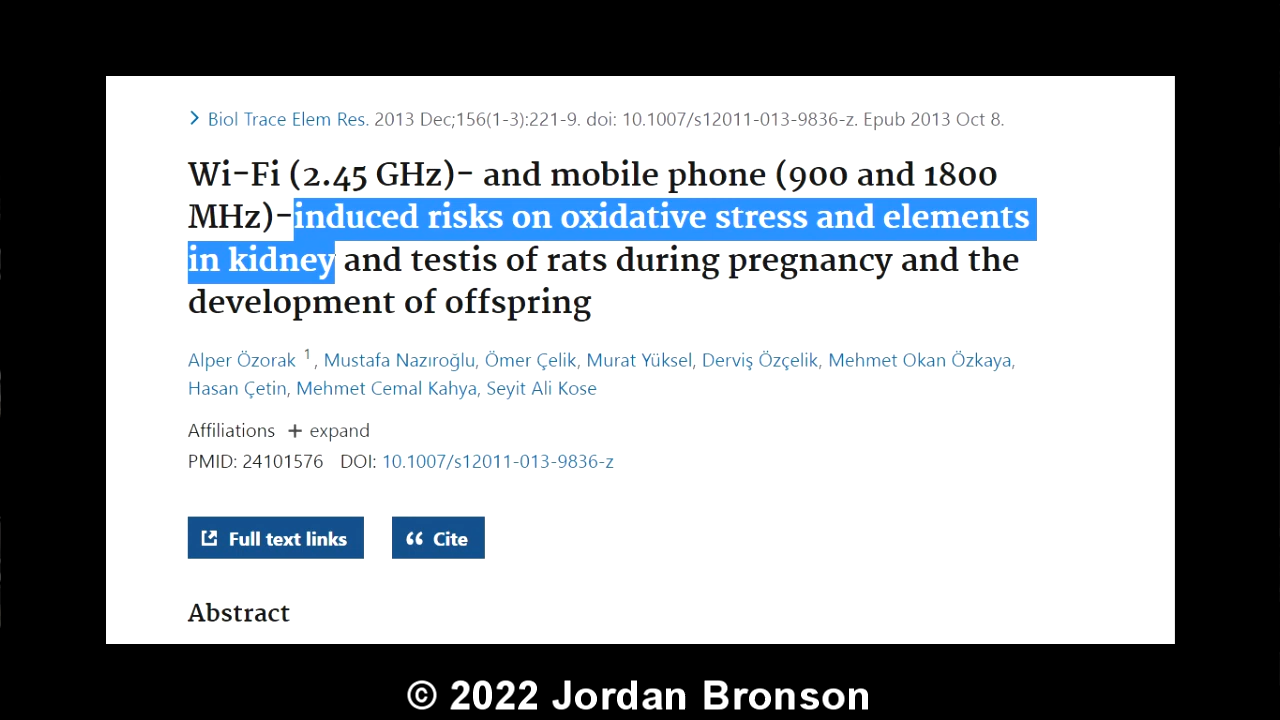 Biol Trace Elem Res. 2013 Dec;156(1-3):221-9. doi: 10.1007/s12011-013-9836-z. Epub 2013 Oct 8.
Wi-Fi (2.45 GHz)- and mobile phone (900 and 1800
MHz)-induced risks on oxidative stress and elements
in kidney and testis of rats during pregnancy and the
development of offspring
Alper Özorak 1, Mustafa Nazıroğlu, Ömer Çelik, Murat Yüksel, Derviş Özçelik, Mehmet Okan Özkaya,
Hasan Çetin, Mehmet Cemal Kahya, Seyit Ali Kose
Affiliations + expand
PMID: 24101576 DOI: 10.1007/s12011-013-9836-z
Full text links
Cite
Abstract
© 2022 Jordan Bronson